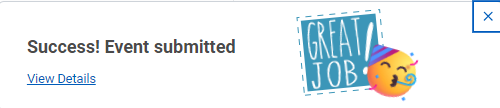 Success! Event submitted
View Details
GREAT
JOB!